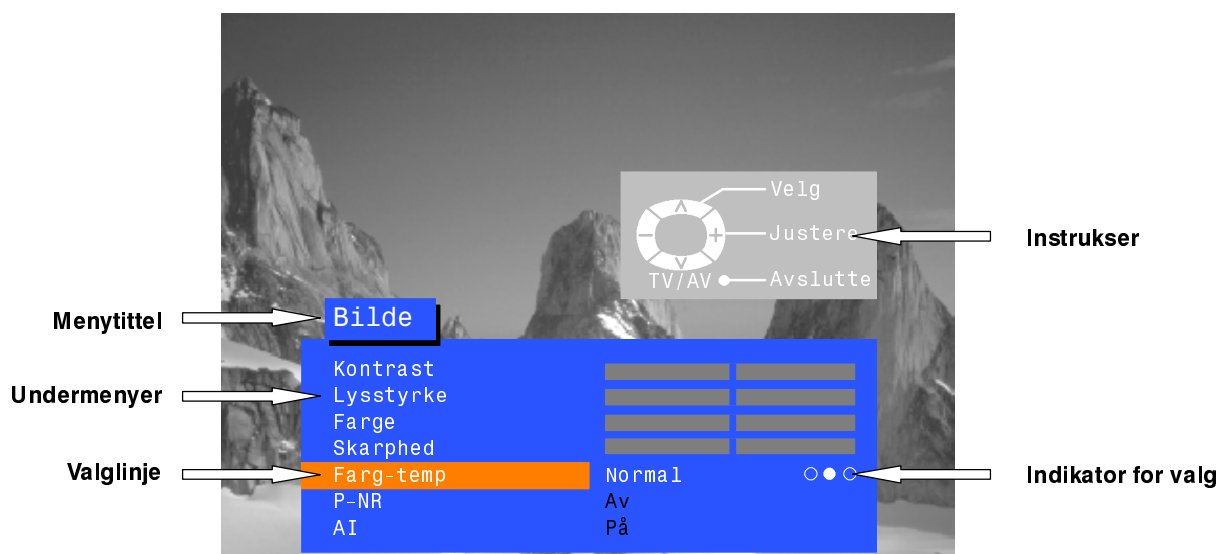 Velg
Justere
TV/AV
Avslutte
Instrukser
Menytittel
Bilde
Undermenyer
Kontrast
Lysstyrke
Farge
Skarphed
Valglinje
Farg-temp
Normal
Indikator for valg
P-NR
Av
AI
På